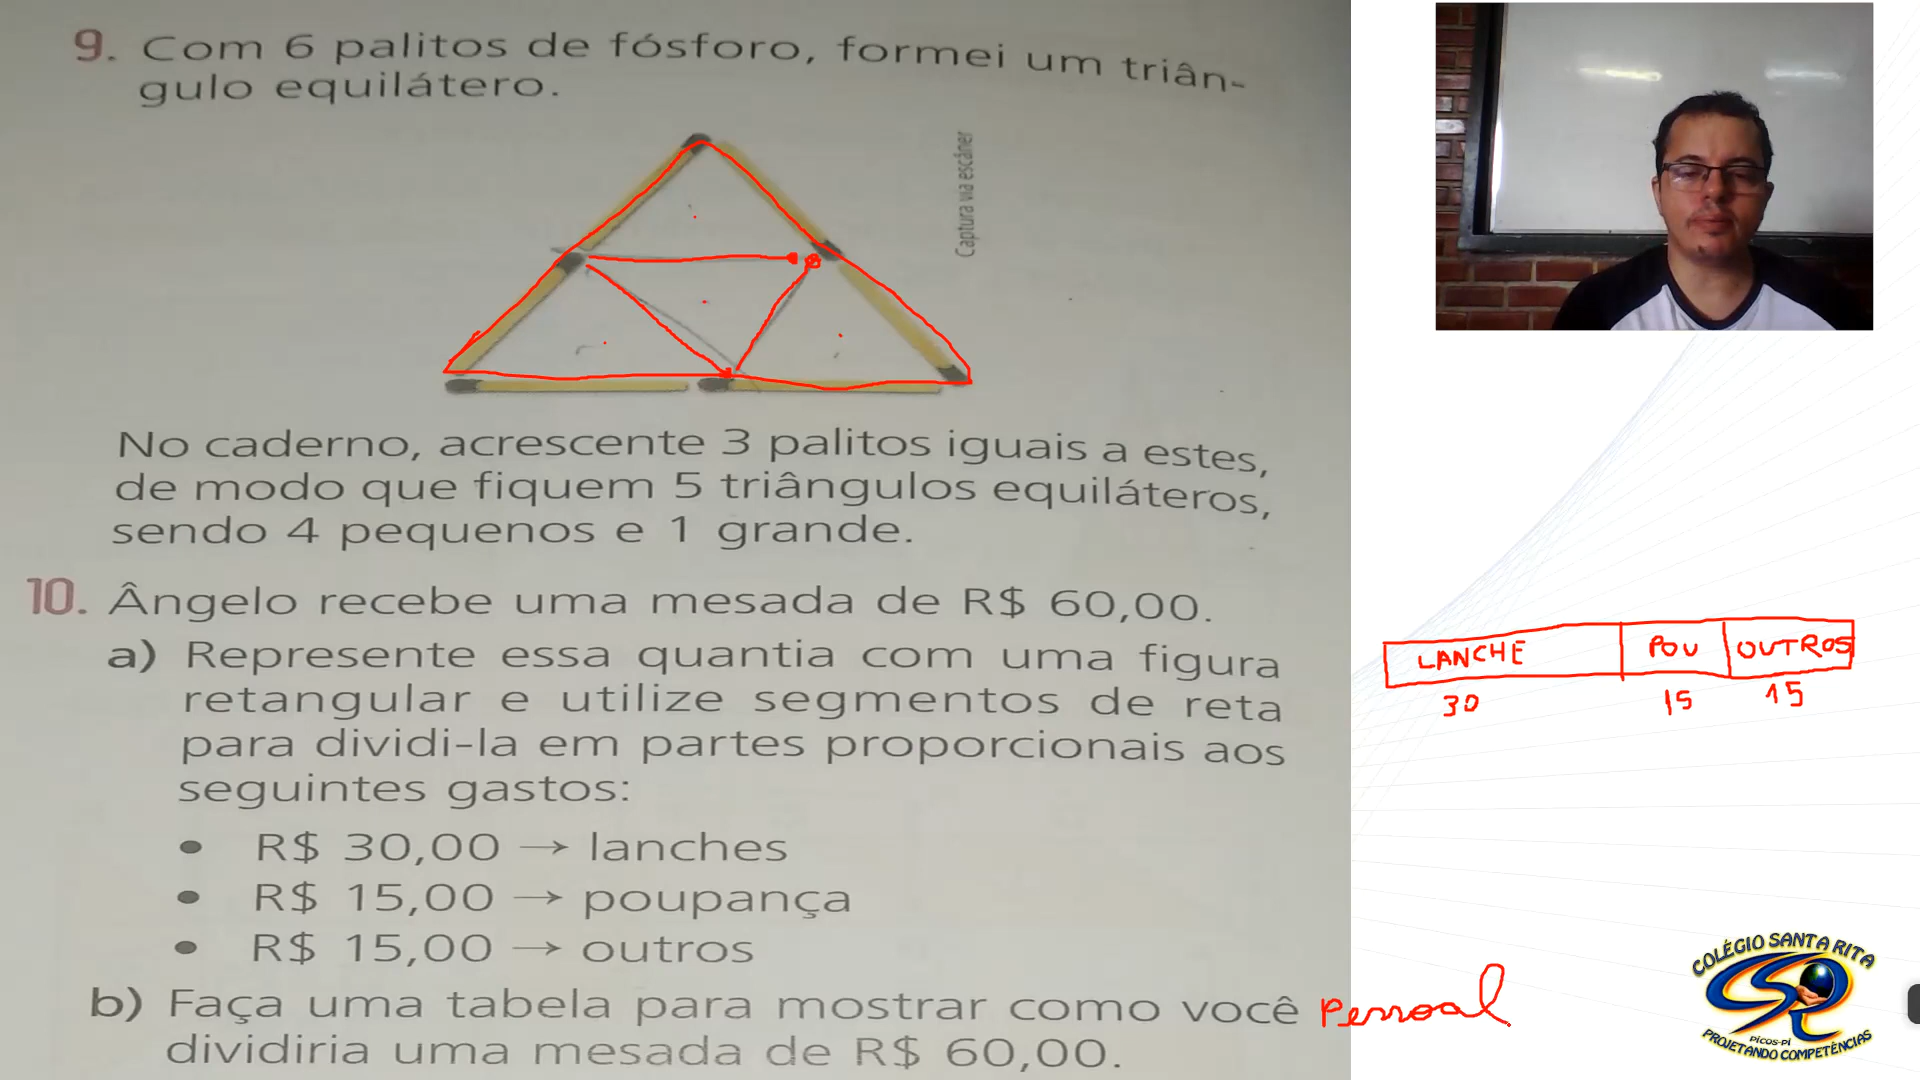 9. Com 6 palitos de fósforo, formei um triân-
gulo equilátero.
Captura via escâner
No caderno, acrescente 3 palitos iguais a estes,
de modo que fiquem 5 triângulos equiláteros,
sendo 4 pequenos e 1 grande.
10. Ângelo recebe uma mesada de R$ 60,00.
a) Represente essa quantia com uma figura
retangular e utilize segmentos de reta
para dividi-la em partes proporcionais aos
seguintes gastos:
• R$ 30,00 → lanches
• R$ 15,00 → poupança
• R$ 15,00 → outros
b) Faça uma tabela para mostrar como você
dividiria uma mesada de R$ 60,00.
Pessoal
LANCHE POU OUTROS
30 15 15
COLÉGIO SANTA RITA
PICOS-PI
PROJETANDO COMPETÊNCIAS